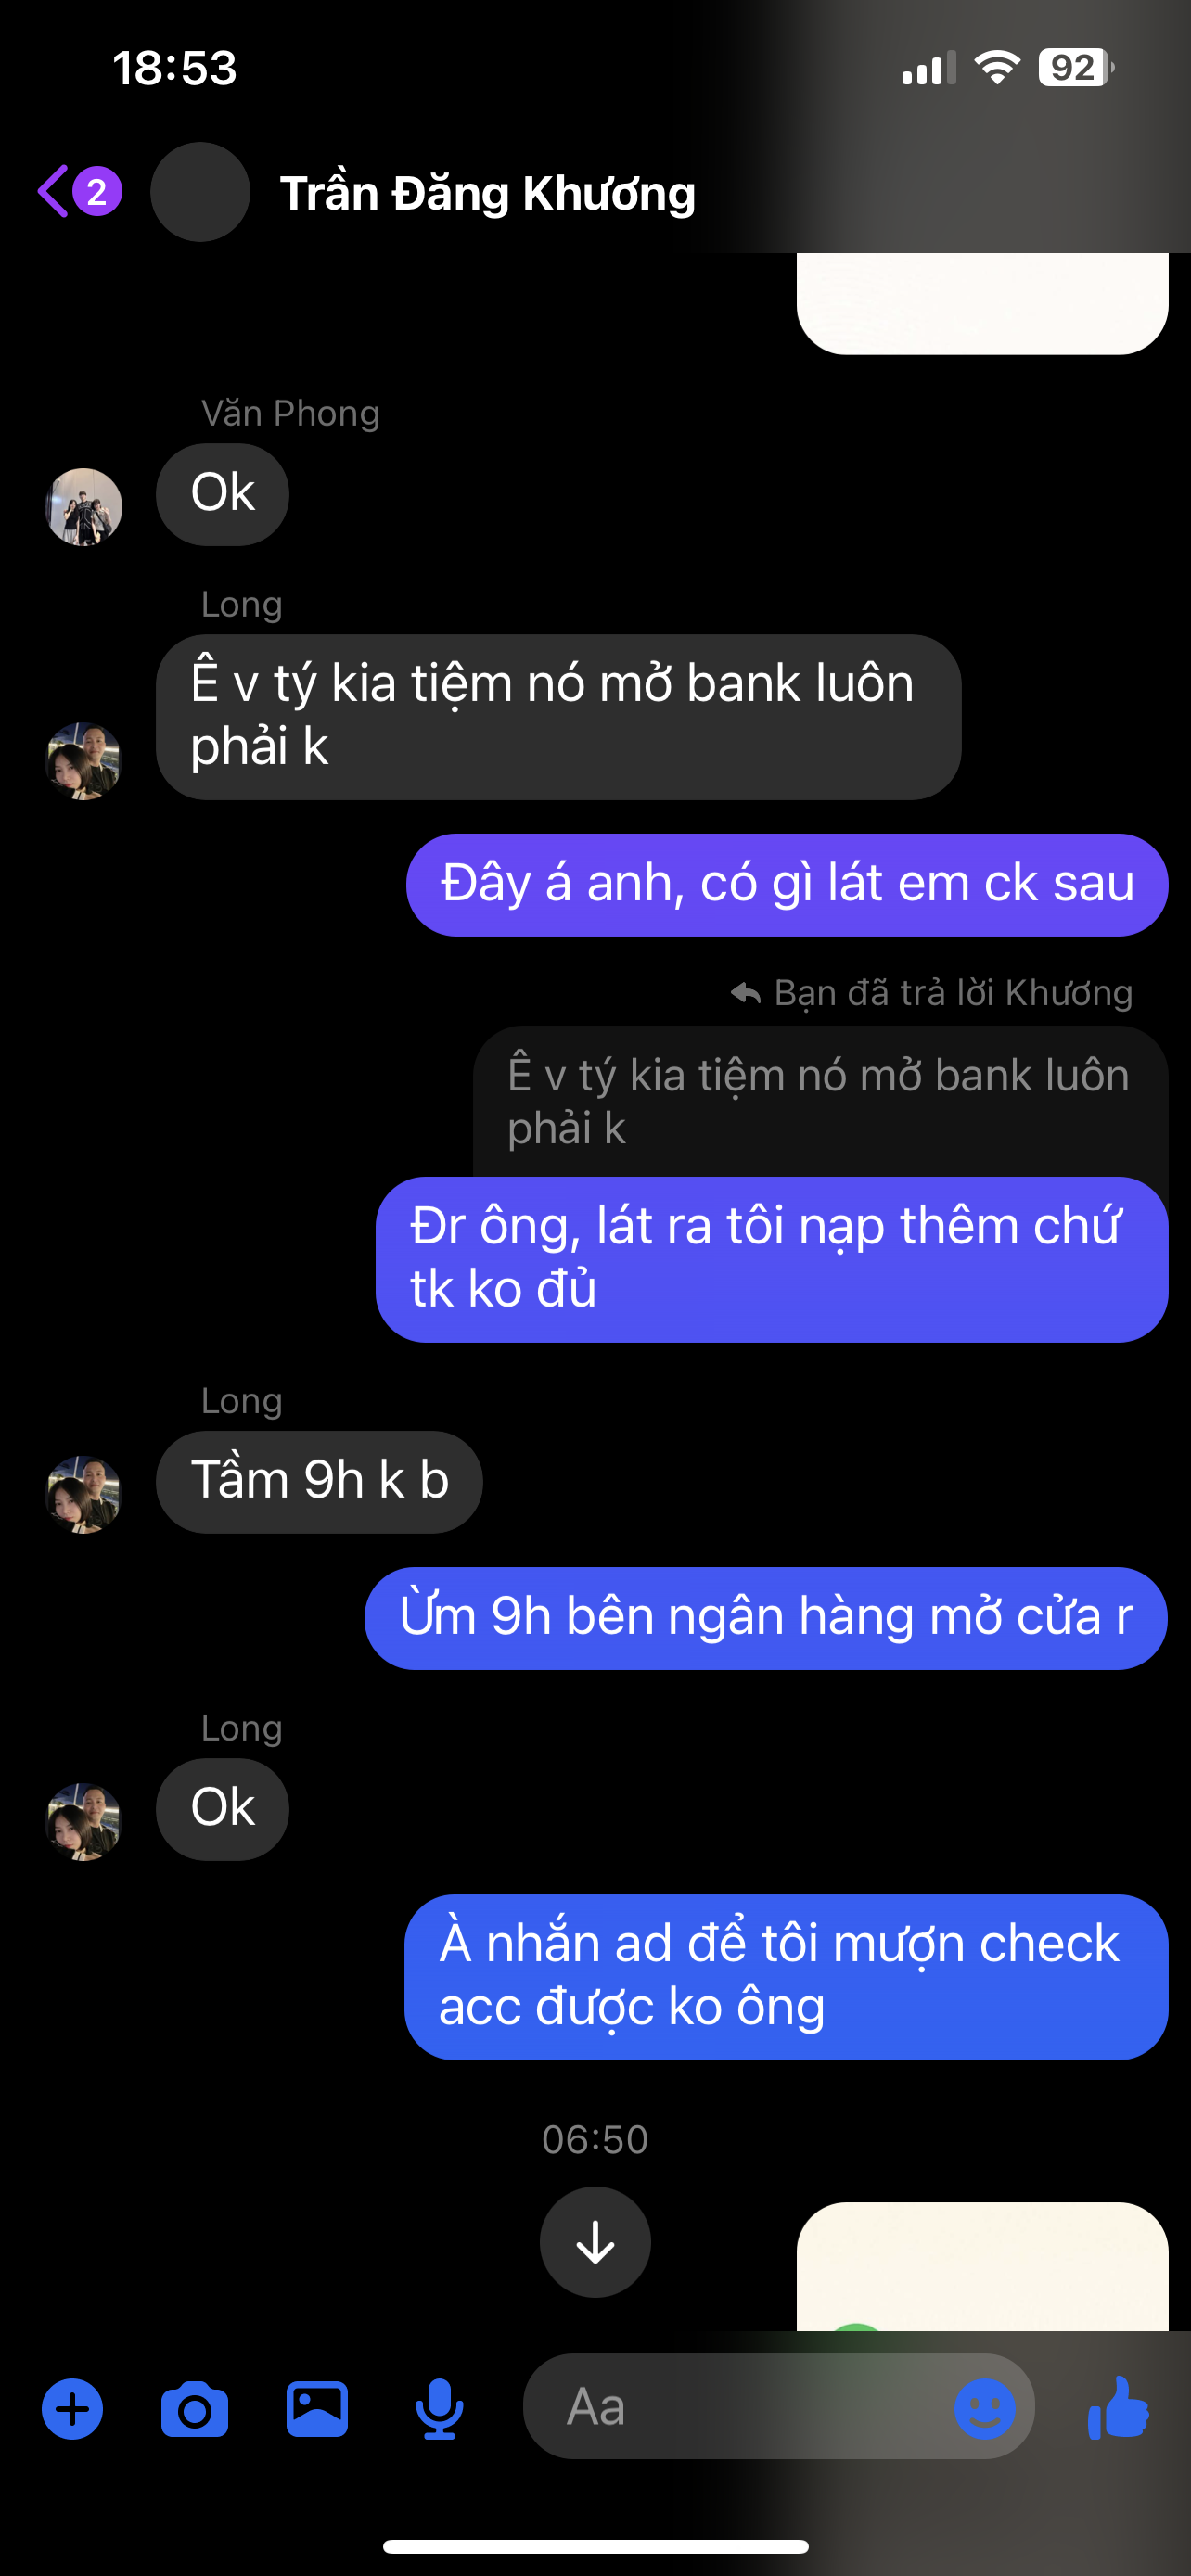 18:53
92
2
Trần Đăng Khương
Văn Phong
Ok
Long
Ê v tý kia tiệm nó mở bank luôn
phải k
Đây á anh, có gì lát em ck sau
Bạn đã trả lời Khương
Ê v tý kia tiệm nó mở bank luôn
phải k
Đr ông, lát ra tôi nạp thêm chứ
tk ko đủ
Long
Tầm 9h k b
Ừm 9h bên ngân hàng mở cửa r
Long
Ok
À nhắn ad để tôi mượn check
acc được ko ông
06:50
Aa